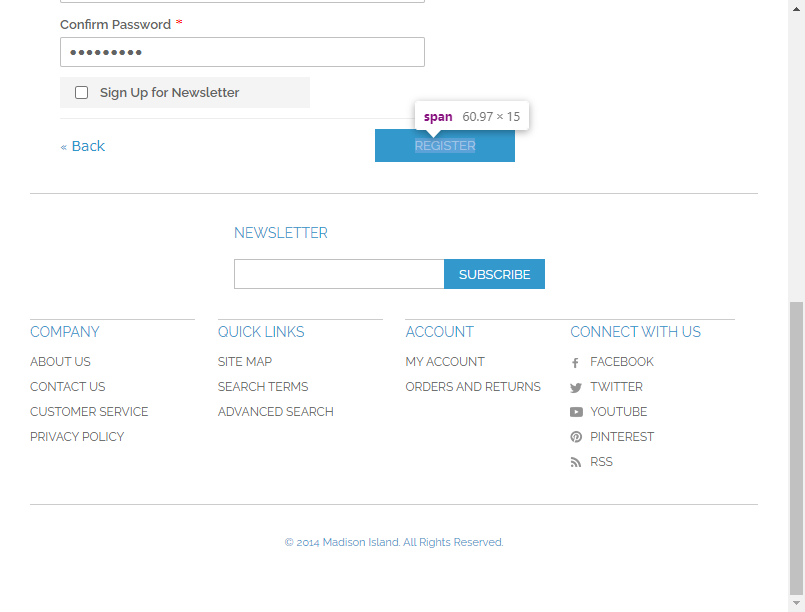 Confirm Password *
●●●●●●●●●
Sign Up for Newsletter
span 60.97 × 15
« Back
REGISTER
NEWSLETTER
SUBSCRIBE
COMPANY
ABOUT US
CONTACT US
CUSTOMER SERVICE
PRIVACY POLICY
QUICK LINKS
SITE MAP
SEARCH TERMS
ADVANCED SEARCH
ACCOUNT
MY ACCOUNT
ORDERS AND RETURNS
CONNECT WITH US
FACEBOOK
TWITTER
YOUTUBE
PINTEREST
RSS
© 2014 Madison Island. All Rights Reserved.